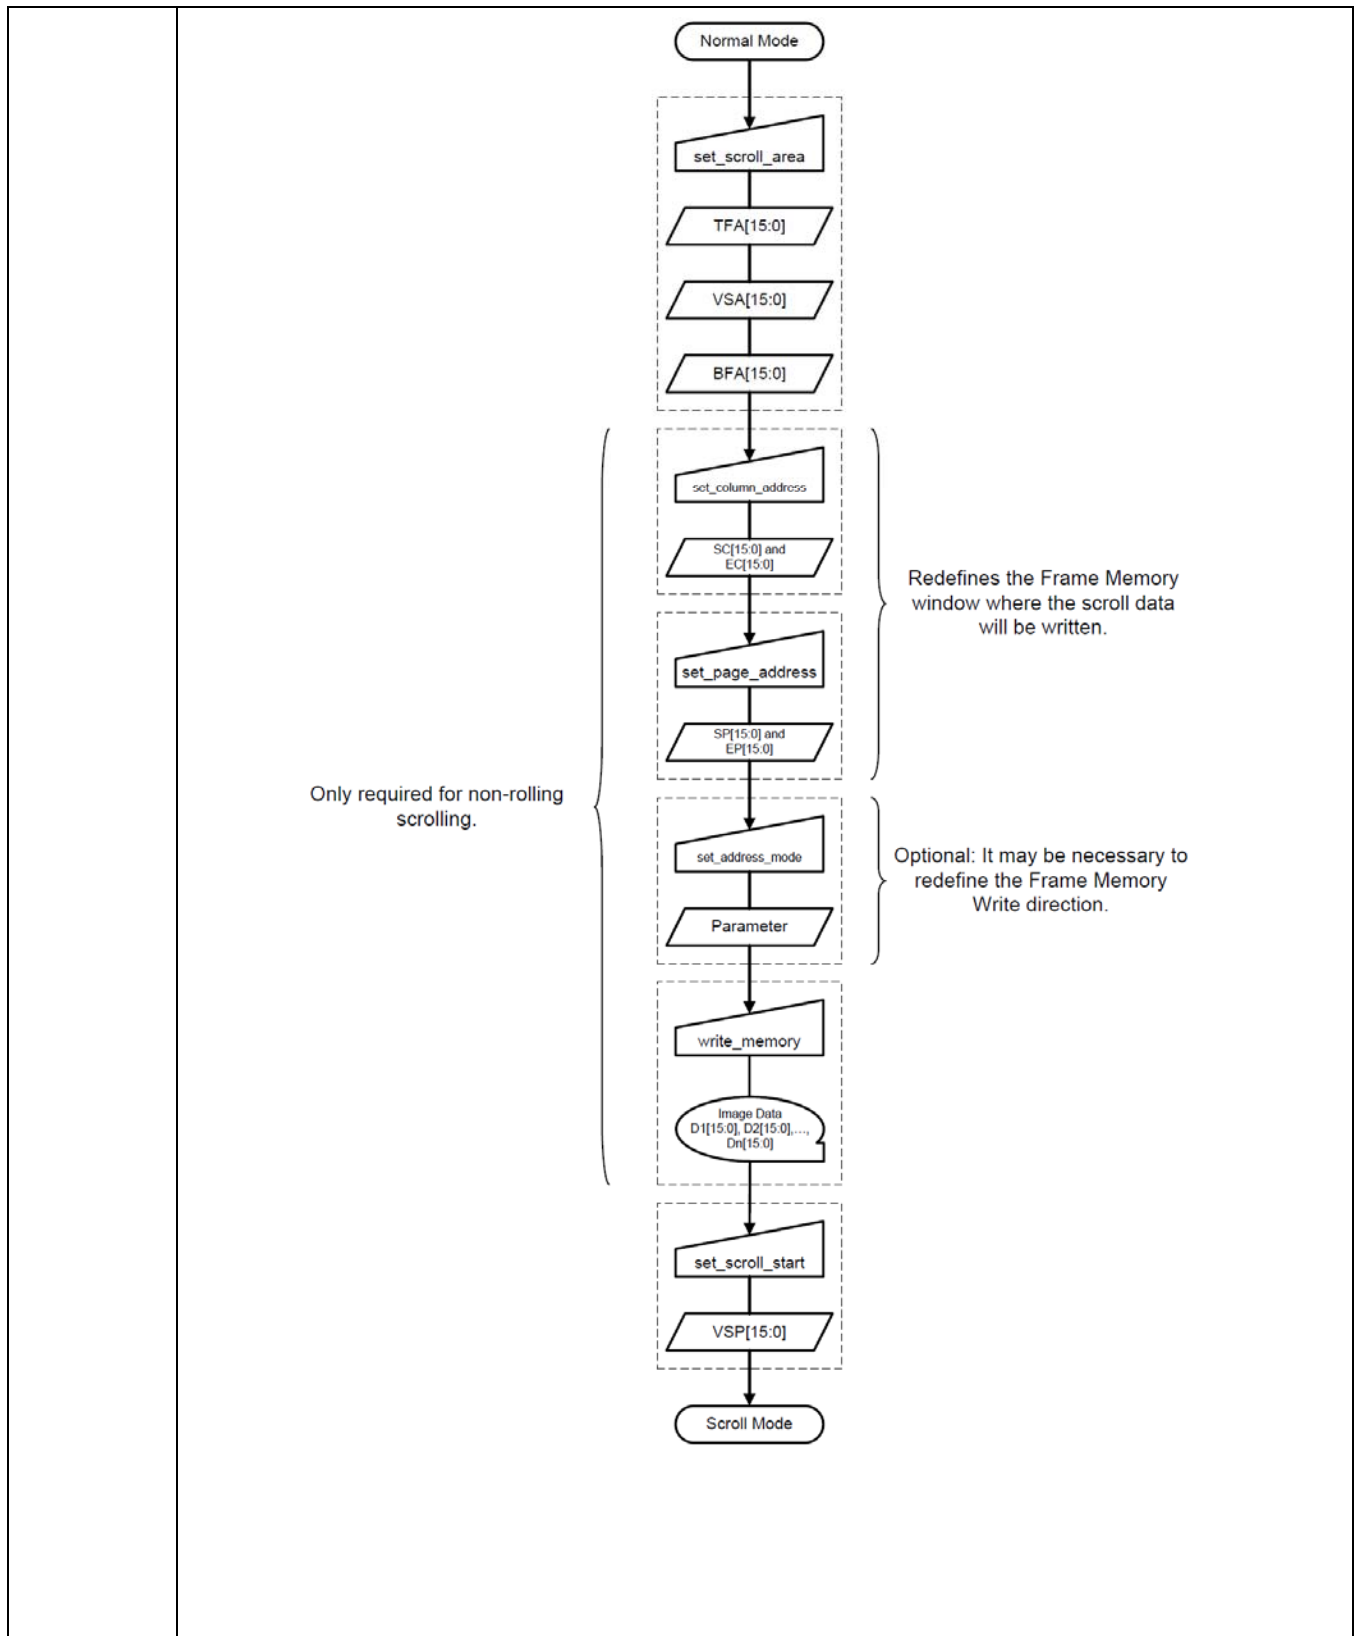 Normal Mode
set_scroll_area
TFA[15:0]
VSA[15:0]
BFA[15:0]
set_column_address
SC[15:0] and
EC[15:0]
Redefines the Frame Memory
window where the scroll data
will be written.
set_page_address
SP[15:0] and
EP[15:0]
Only required for non-rolling
scrolling.
set_address_mode
Parameter
Optional: It may be necessary to
redefine the Frame Memory
Write direction.
write_memory
Image Data
D1[15:0], D2[15:0],...,
Dn[15:0]
set_scroll_start
VSP[15:0]
Scroll Mode